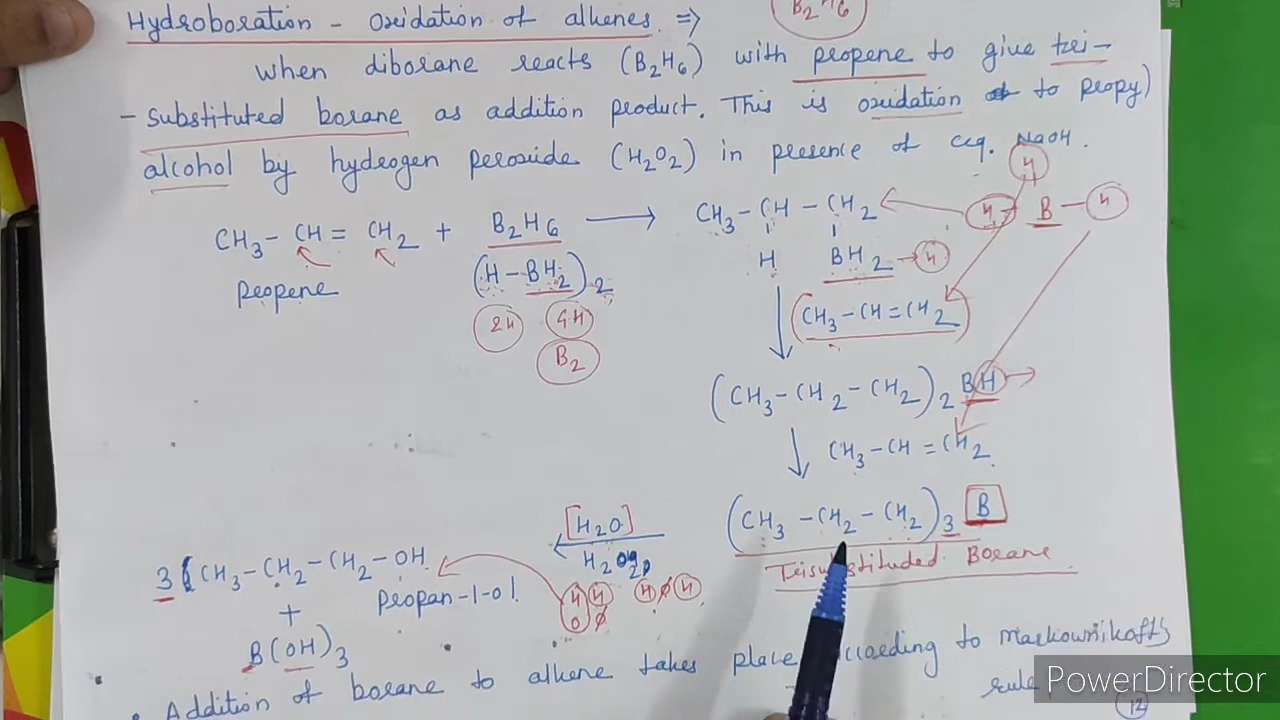 B2H6
Hydroboration - oxidation of alkenes =>
when diborane reacts (B2H6) with propene to give tri-
- substituted borane as addition product. This is oxidation to propyl
alcohol by hydrogen peroxide (H2O2) in presence of aq. NaOH.
CH3-CH = CH2 + B2H6 ⟶ CH3-CH-CH2
H
H B H
(H-BH2)2
H BH2 → H
propene
2H 4H
B2
CH3-CH=CH2
(CH3-CH2-CH2)2 BH →
CH3-CH=CH2
(CH3-CH2-CH2)3 B
Trisubstituted Borane
[H2O]
H2O2
3 CH3-CH2-CH2-OH
propan-1-ol
H H H O H
O O
+
B(OH)3
• Addition of borane to alkene takes place according to markownikoff's
rule
12
PowerDirector